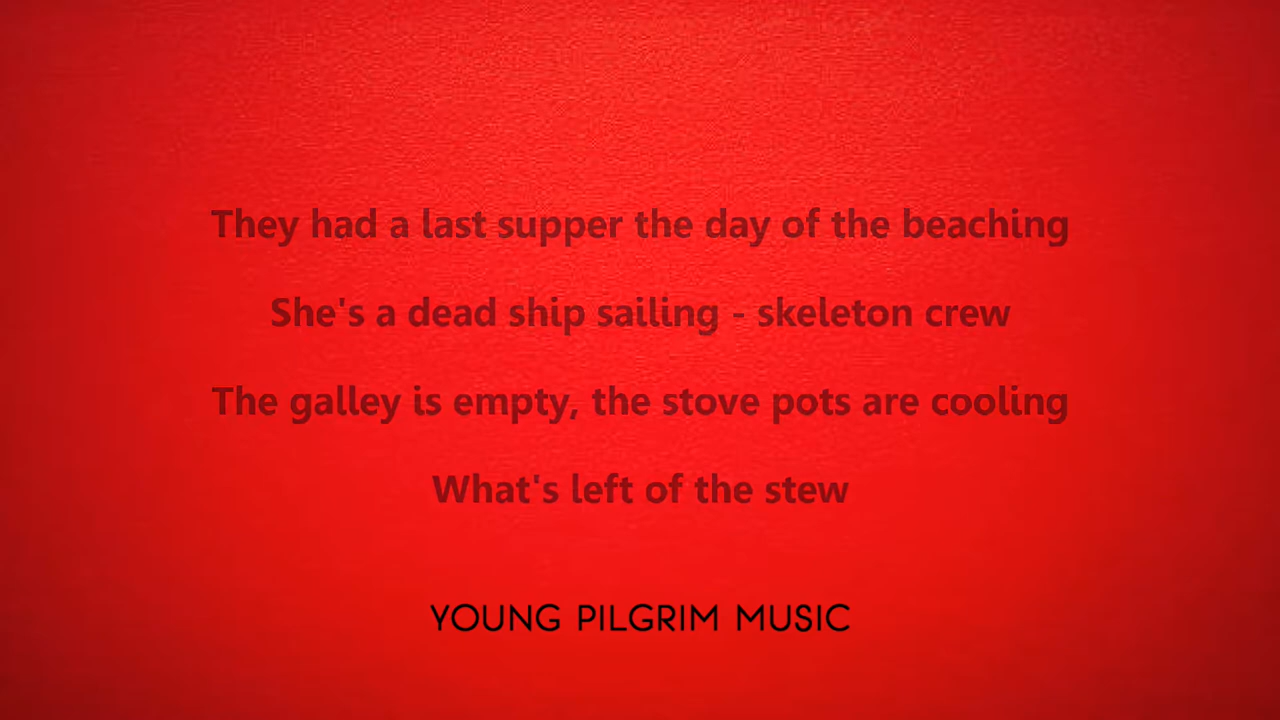 They had a last supper the day of the beaching
She's a dead ship sailing - skeleton crew
The galley is empty, the stove pots are cooling
What's left of the stew
YOUNG PILGRIM MUSIC